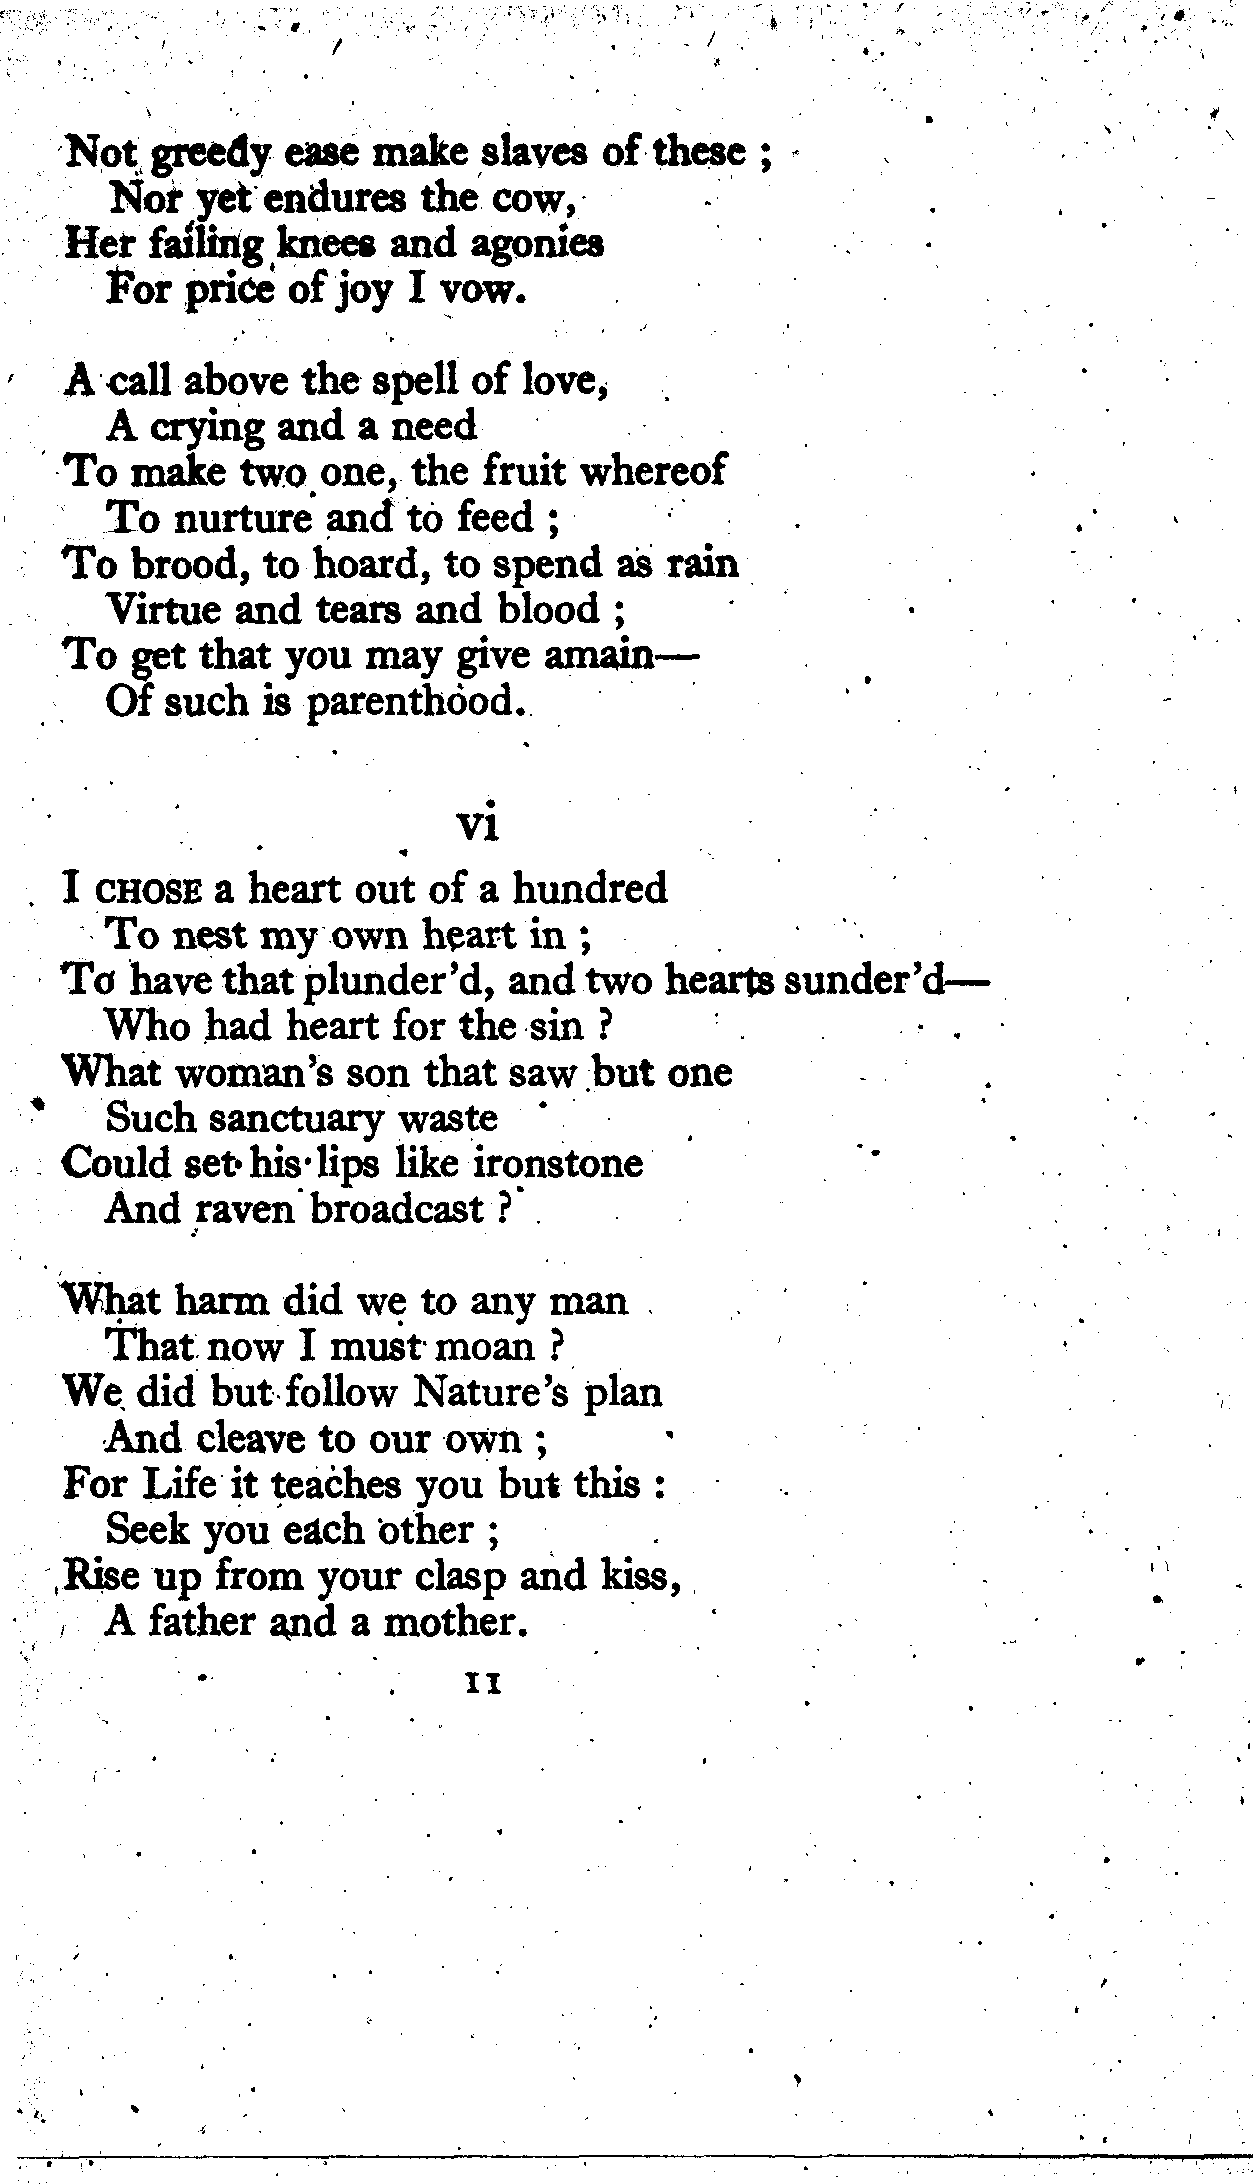 Not greedy ease make slaves of these ;
Nor yet endures the cow,
Her failing knees and agonies
For price of joy I vow.
A call above the spell of love,
A crying and a need
To make two one, the fruit whereof
To nurture and to feed ;
To brood, to hoard, to spend as rain
Virtue and tears and blood ;
To get that you may give amain—
Of such is parenthood.
vi
I CHOSE a heart out of a hundred
To nest my own heart in ;
To have that plunder'd, and two hearts sunder'd—
Who had heart for the sin ?
What woman's son that saw but one
Such sanctuary waste
Could set his lips like ironstone
And raven broadcast ?
What harm did we to any man
That now I must moan ?
We did but follow Nature's plan
And cleave to our own ;
For Life it teaches you but this :
Seek you each other ;
Rise up from your clasp and kiss,
A father and a mother.
11